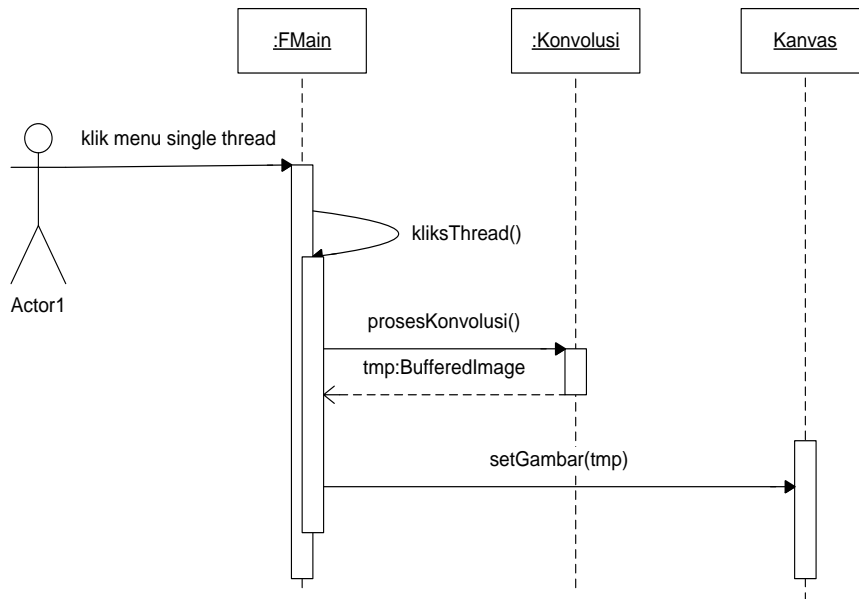 :FMain
:Konvolusi
Kanvas
klik menu single thread
kliksThread()
Actor1
prosesKonvolusi()
tmp:BufferedImage
setGambar(tmp)